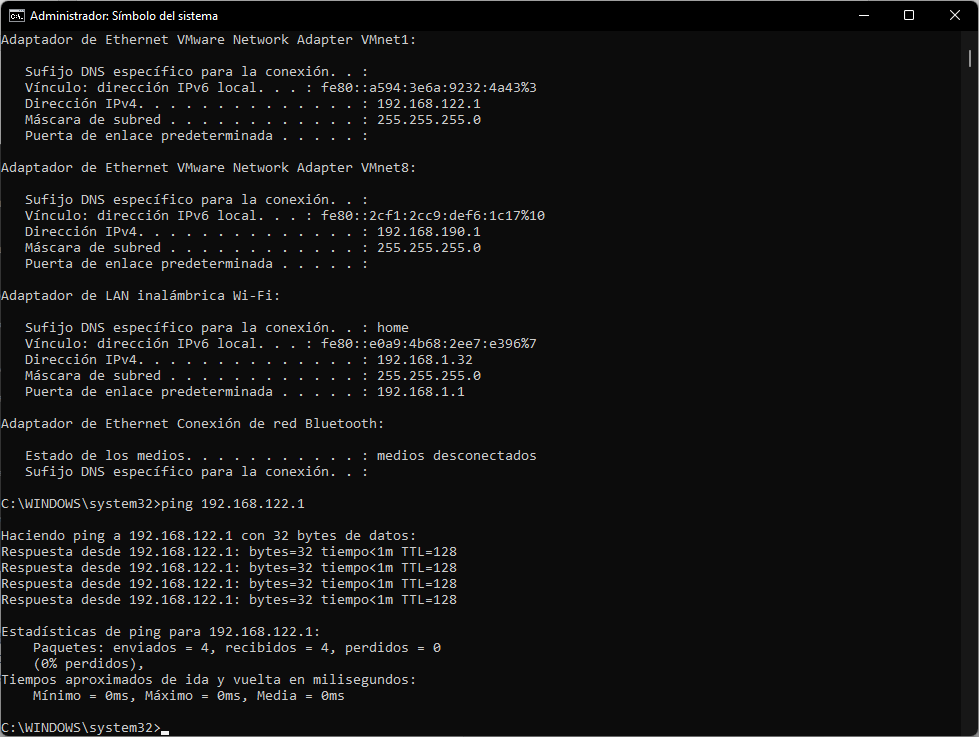 Administrador: Símbolo del sistema
Adaptador de Ethernet VMware Network Adapter VMnet1:
Sufijo DNS específico para la conexión. . :
Vínculo: dirección IPv6 local. . . : fe80::a594:3e6a:9232:4a43%3
Dirección IPv4. . . . . . . . . . . . . . : 192.168.122.1
Máscara de subred . . . . . . . . . . . . : 255.255.255.0
Puerta de enlace predeterminada . . . . . :
Adaptador de Ethernet VMware Network Adapter VMnet8:
Sufijo DNS específico para la conexión. . :
Vínculo: dirección IPv6 local. . . : fe80::2cf1:2cc9:def6:1c17%10
Dirección IPv4. . . . . . . . . . . . . . : 192.168.190.1
Máscara de subred . . . . . . . . . . . . : 255.255.255.0
Puerta de enlace predeterminada . . . . . :
Adaptador de LAN inalámbrica Wi-Fi:
Sufijo DNS específico para la conexión. . : home
Vínculo: dirección IPv6 local. . . : fe80::e0a9:4b68:2ee7:e396%7
Dirección IPv4. . . . . . . . . . . . . . : 192.168.1.32
Máscara de subred . . . . . . . . . . . . : 255.255.255.0
Puerta de enlace predeterminada . . . . . : 192.168.1.1
Adaptador de Ethernet Conexión de red Bluetooth:
Estado de los medios. . . . . . . . . . . : medios desconectados
Sufijo DNS específico para la conexión. . :
C:\WINDOWS\system32>ping 192.168.122.1
Haciendo ping a 192.168.122.1 con 32 bytes de datos:
Respuesta desde 192.168.122.1: bytes=32 tiempo<1m TTL=128
Respuesta desde 192.168.122.1: bytes=32 tiempo<1m TTL=128
Respuesta desde 192.168.122.1: bytes=32 tiempo<1m TTL=128
Respuesta desde 192.168.122.1: bytes=32 tiempo<1m TTL=128
Estadísticas de ping para 192.168.122.1:
Paquetes: enviados = 4, recibidos = 4, perdidos = 0
(0% perdidos),
Tiempos aproximados de ida y vuelta en milisegundos:
Mínimo = 0ms, Máximo = 0ms, Media = 0ms
C:\WINDOWS\system32>